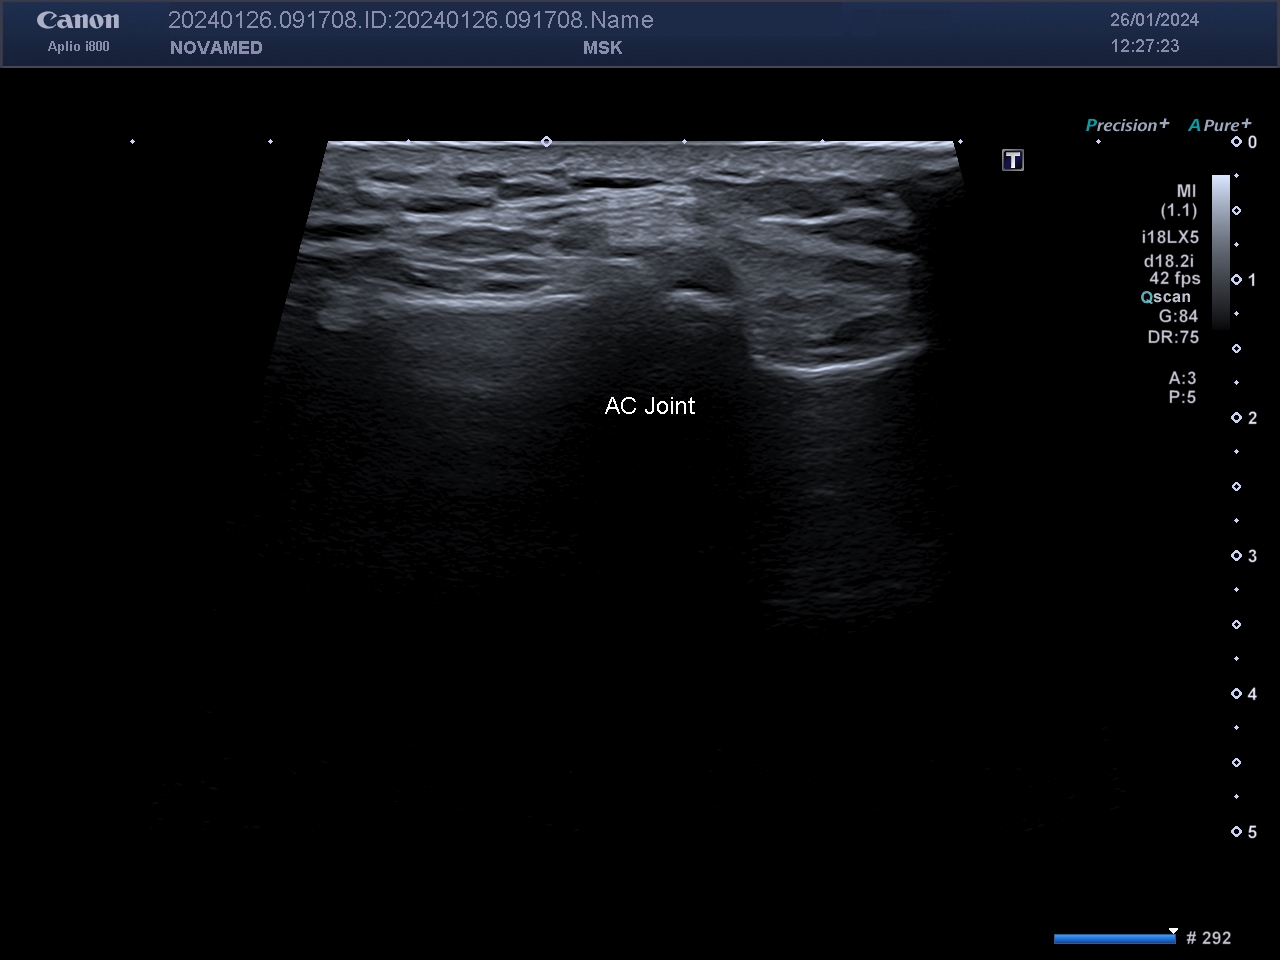 Canon
20240126.091708.ID:20240126.091708.Name
26/01/2024
Aplio i800
NOVAMED
MSK
12:27:23
Precision+ APure+
T
0
MI
(1.1)
i18LX5
d18.2i
42 fps
1
Qscan
G:84
DR:75
A:3
P:5
AC Joint
2
3
4
5
# 292